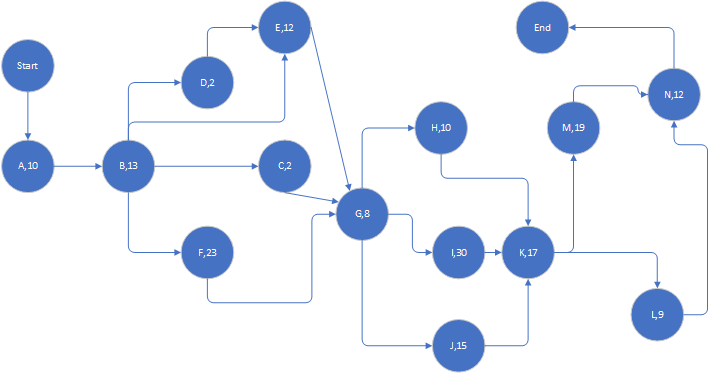 E,12
End
Start
D,2
N,12
H,10
M,19
A,10
B,13
C,2
G,8
F,23
I,30
K,17
L,9
J,15